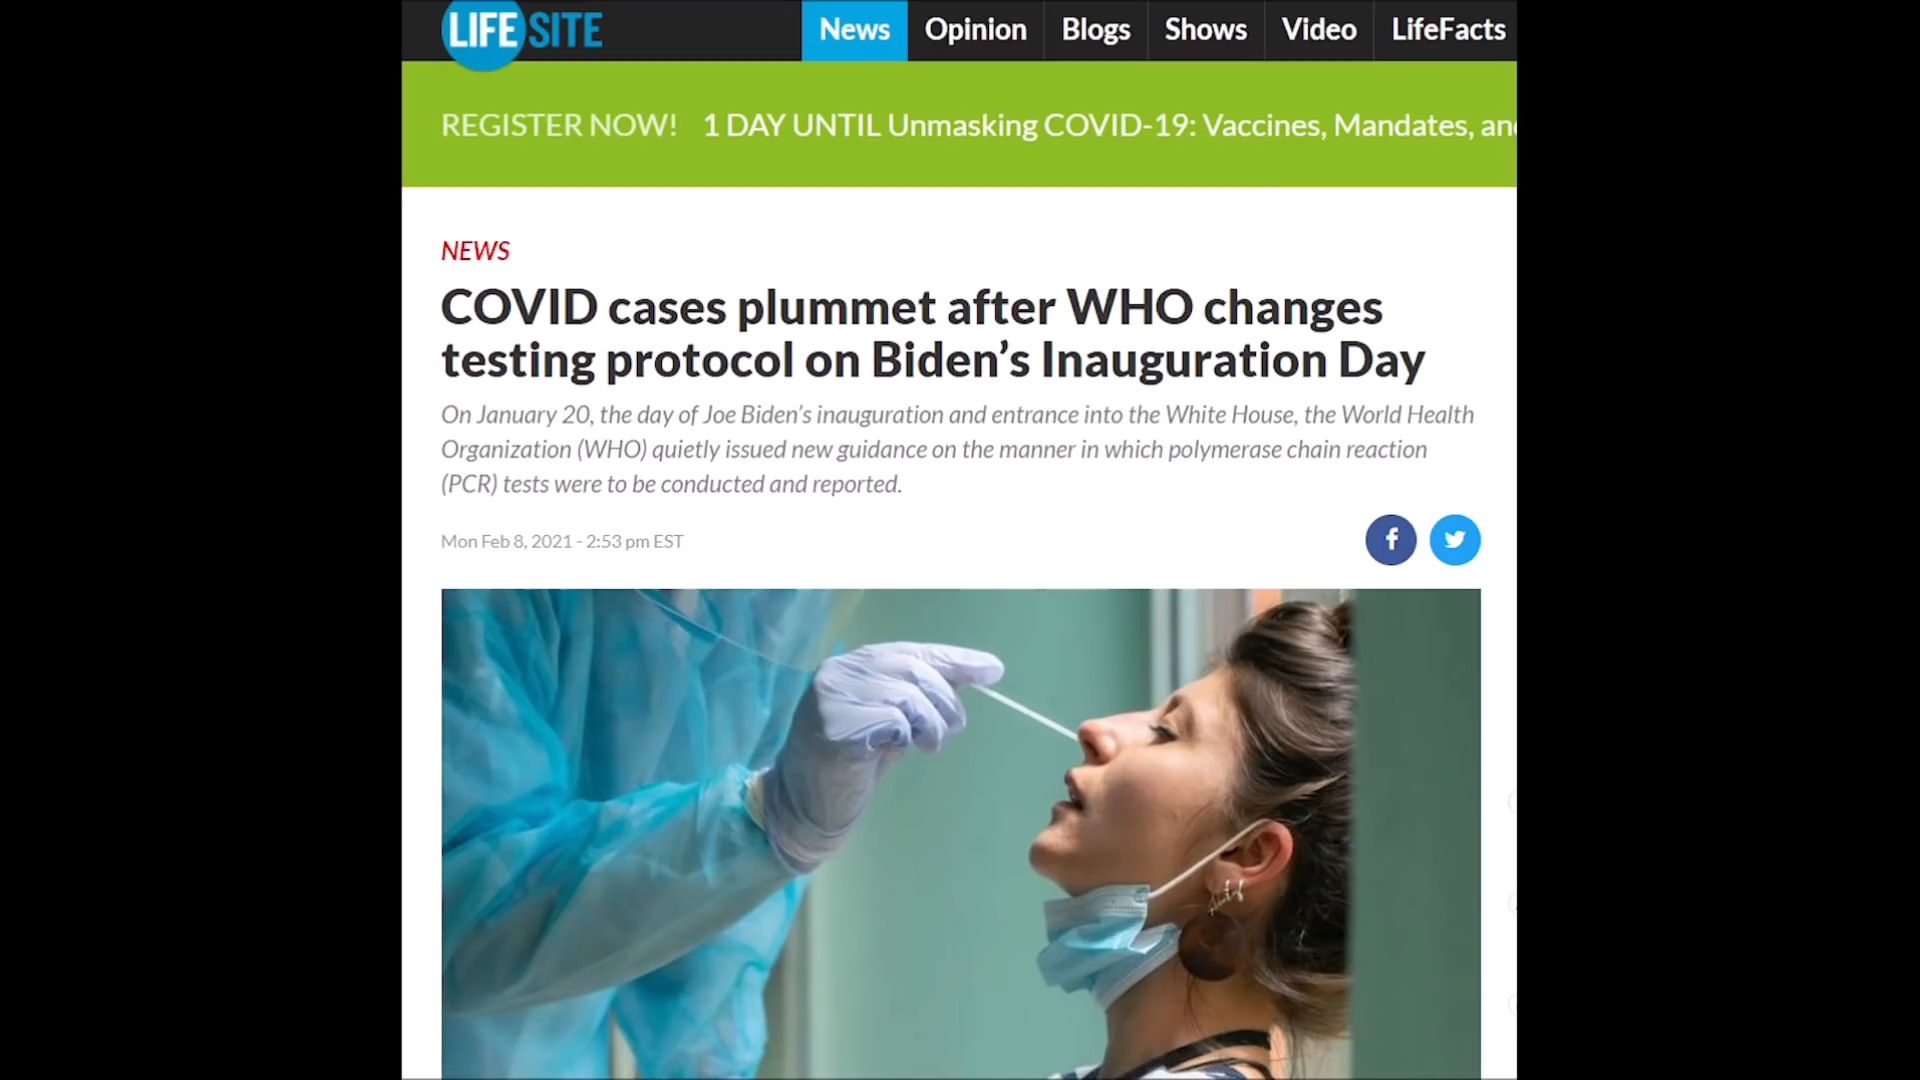 LIFE SITE
News Opinion Blogs Shows Video LifeFacts
REGISTER NOW! 1 DAY UNTIL Unmasking COVID-19: Vaccines, Mandates, and
NEWS
COVID cases plummet after WHO changes
testing protocol on Biden’s Inauguration Day
On January 20, the day of Joe Biden’s inauguration and entrance into the White House, the World Health
Organization (WHO) quietly issued new guidance on the manner in which polymerase chain reaction
(PCR) tests were to be conducted and reported.
Mon Feb 8, 2021 - 2:53 pm EST